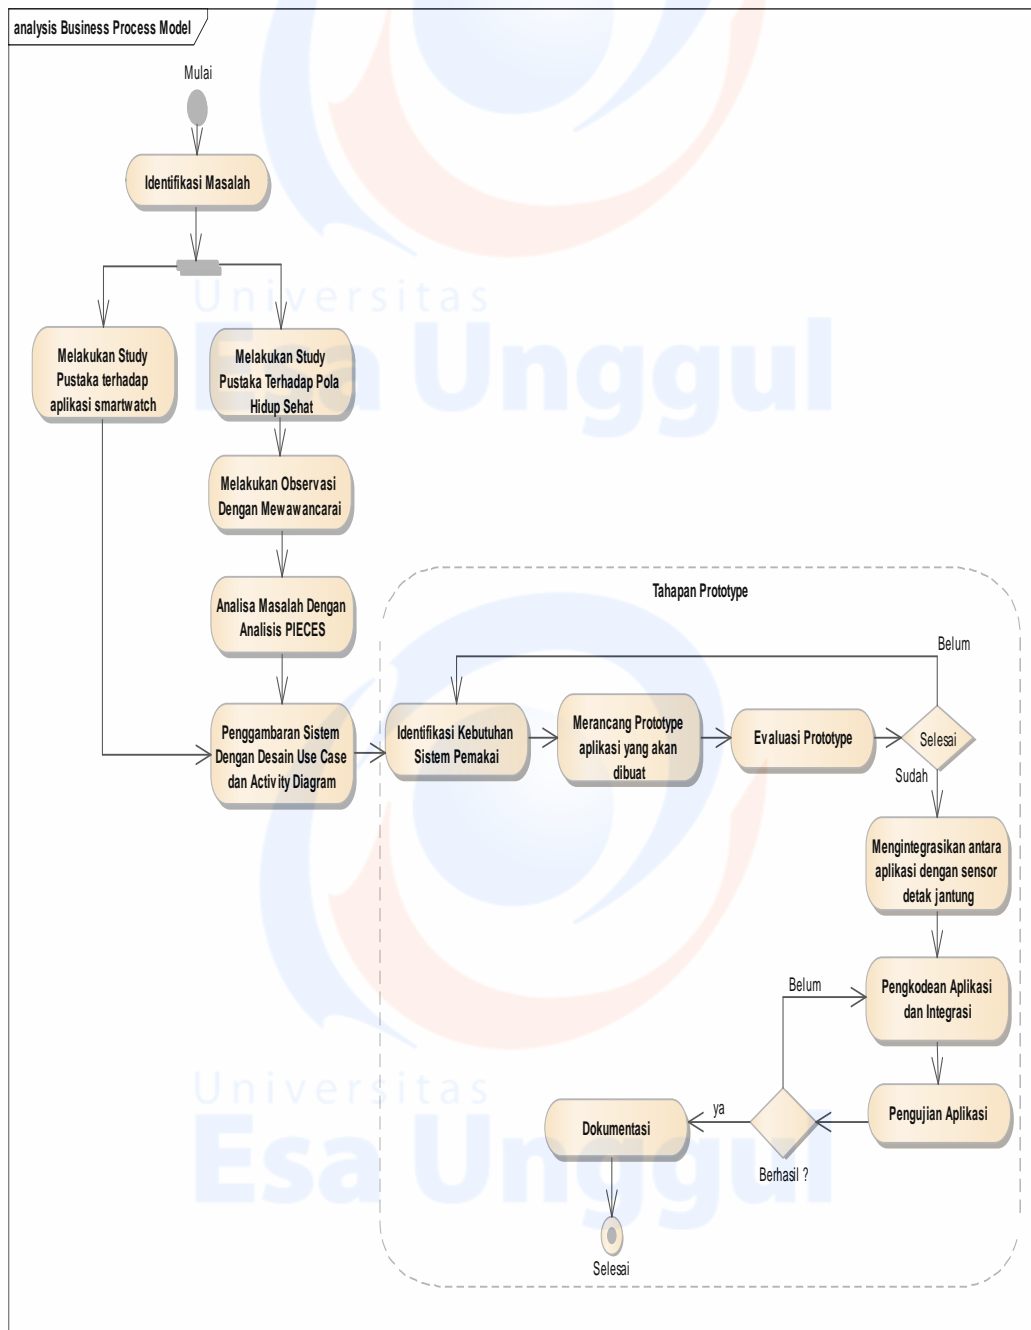 analysis Business Process Model
Mulai
Identifikasi Masalah
Melakukan Study
Pustaka terhadap
aplikasi smartwatch
Melakukan Study
Pustaka Terhadap Pola
Hidup Sehat
Melakukan Observasi
Dengan Mewawancarai
Analisa Masalah Dengan
Analisis PIECES
Penggambaran Sistem
Dengan Desain Use Case
dan Activity Diagram
Tahapan Prototype
Identifikasi Kebutuhan
Sistem Pemakai
Merancang Prototype
aplikasi yang akan
dibuat
Evaluasi Prototype
Selesai
Belum
Sudah
Mengintegrasikan antara
aplikasi dengan sensor
detak jantung
Pengkodean Aplikasi
dan Integrasi
Belum
Pengujian Aplikasi
Berhasil ?
ya
Dokumentasi
Selesai
Universitas
Esa Unggul
Universitas
Esa Unggul